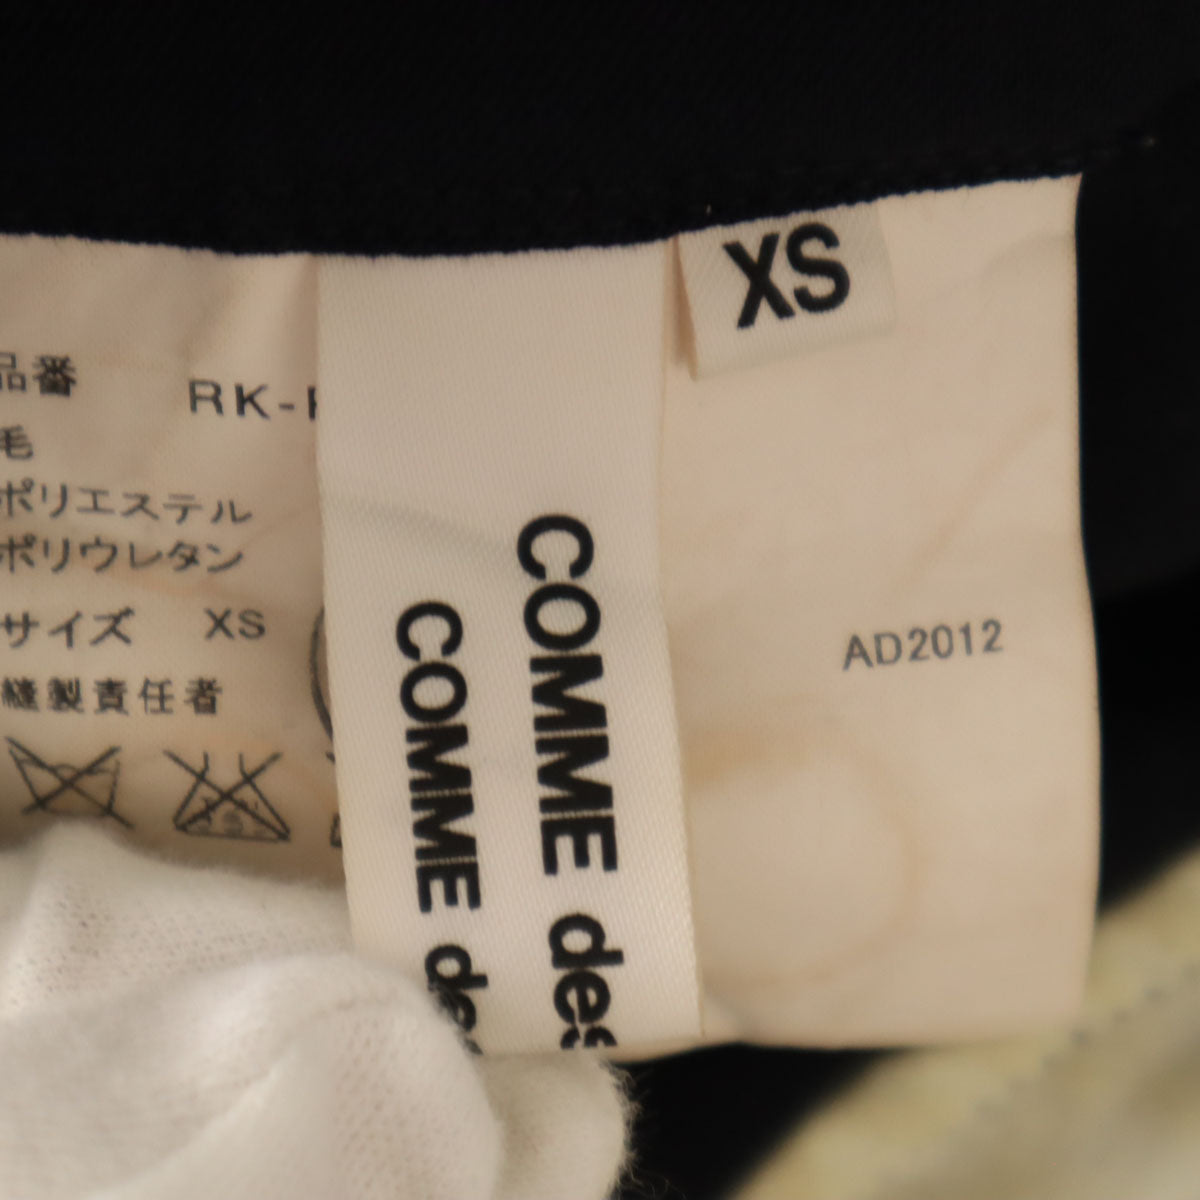 XS
品番 RK-
毛
ポリエステル
ポリウレタン
サイズ XS
縫製責任者
COMME des
COMME
AD2012